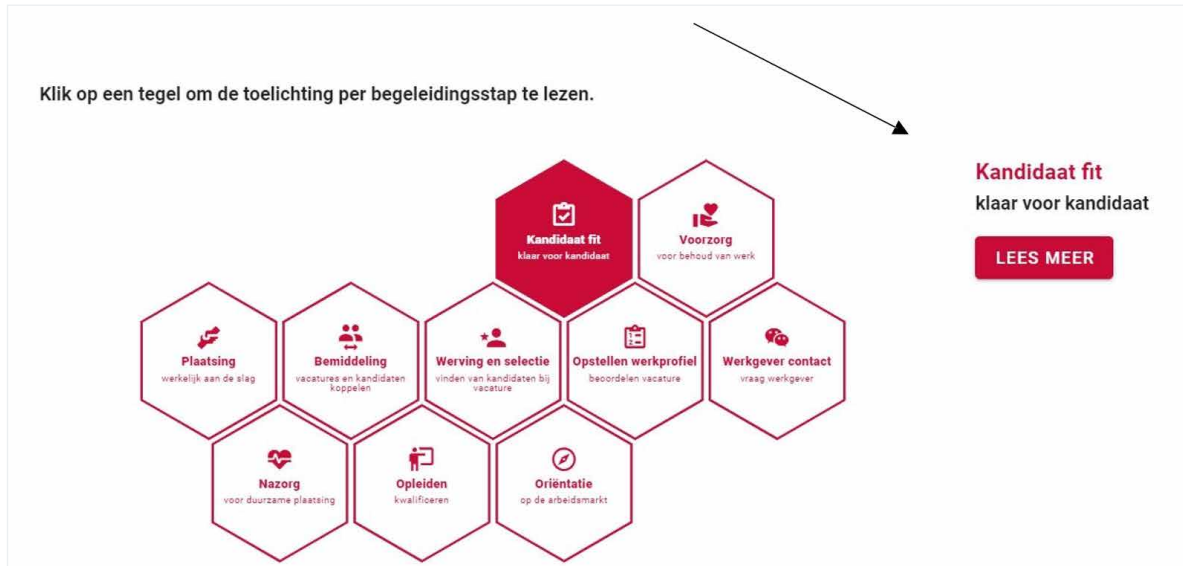 Klik op een tegel om de toelichting per begeleidingsstap te lezen.
Kandidaat fit
klaar voor kandidaat
LEES MEER
Kandidaat fit
klaar voor kandidaat
Voorzorg
voor behoud van werk
Plaatsing
werkelijk aan de slag
Bemiddeling
vacatures en kandidaten
koppelen
Werving en selectie
vinden van kandidaten bij
vacature
Opstellen werkprofiel
beoordelen vacature
Werkgever contact
vraag werkgever
Nazorg
voor duurzame plaatsing
Opleiden
kwalificeren
Oriëntatie
op de arbeidsmarkt